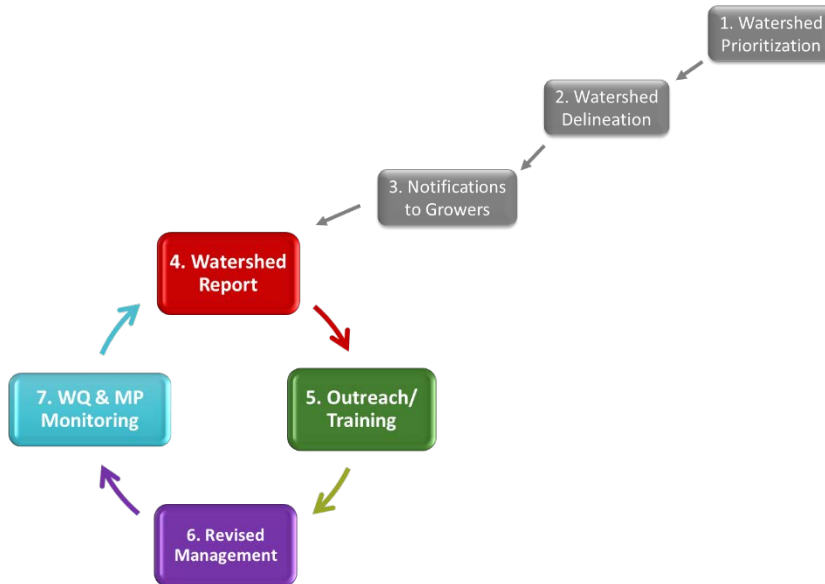 1. Watershed
Prioritization
2. Watershed
Delineation
3. Notifications
to Growers
4. Watershed
Report
5. Outreach/
Training
6. Revised
Management
7. WQ & MP
Monitoring